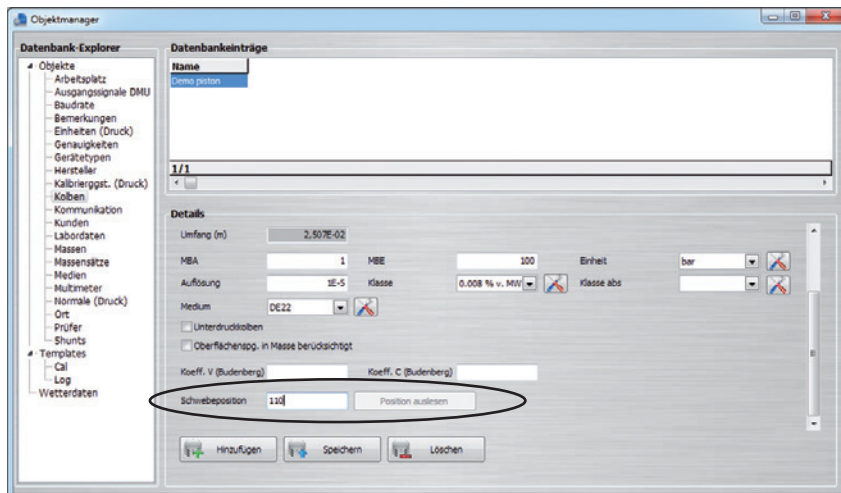 Objektmanager
Datenbank-Explorer
Objekte
Arbeitsplatz
Ausgangssignale DMU
Baudrate
Bemerkungen
Einheiten (Druck)
Genauigkeiten
Gerätetypen
Hersteller
Kalibrierggst. (Druck)
Kolben
Kommunikation
Kunden
Labordaten
Massen
Massensätze
Medien
Multimeter
Normale (Druck)
Ort
Prüfer
Shunts
Templates
Cal
Log
Wetterdaten
Datenbankeinträge
Name
Demo piston
1/1
Details
Umfang (m) 2,507E-02
MBA 1 MBE 100 Einheit bar
Auflösung 1E-5 Klasse 0.008 % v. MW Klasse abs
Medium DE22
Unterdruckkolben
Oberflächenspg. in Masse berücksichtigt
Koeff. V (Budenberg) Koeff. C (Budenberg)
Schwebeposition 110 Position auslesen
Hinzufügen Speichern Löschen